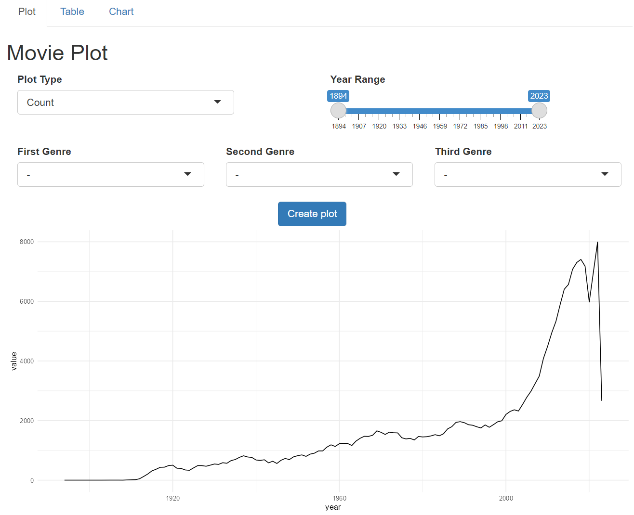 Plot Table Chart
Movie Plot
Plot Type Year Range
Count
1894 2023
1894 1907 1920 1933 1946 1959 1972 1985 1998 2011 2023
First Genre Second Genre Third Genre
- - -
Create plot
8000
6000
4000
2000
0
value
1920 1960 2000
year